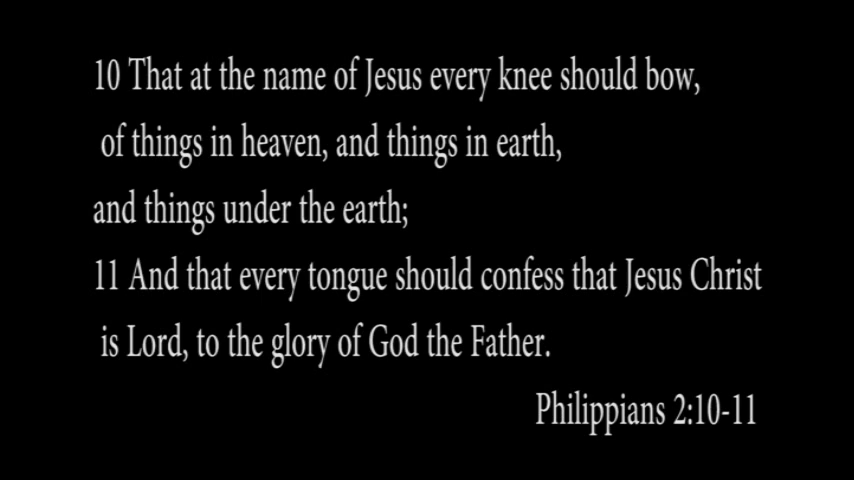 10 That at the name of Jesus every knee should bow,
of things in heaven, and things in earth,
and things under the earth;
11 And that every tongue should confess that Jesus Christ
is Lord, to the glory of God the Father.
Philippians 2:10-11